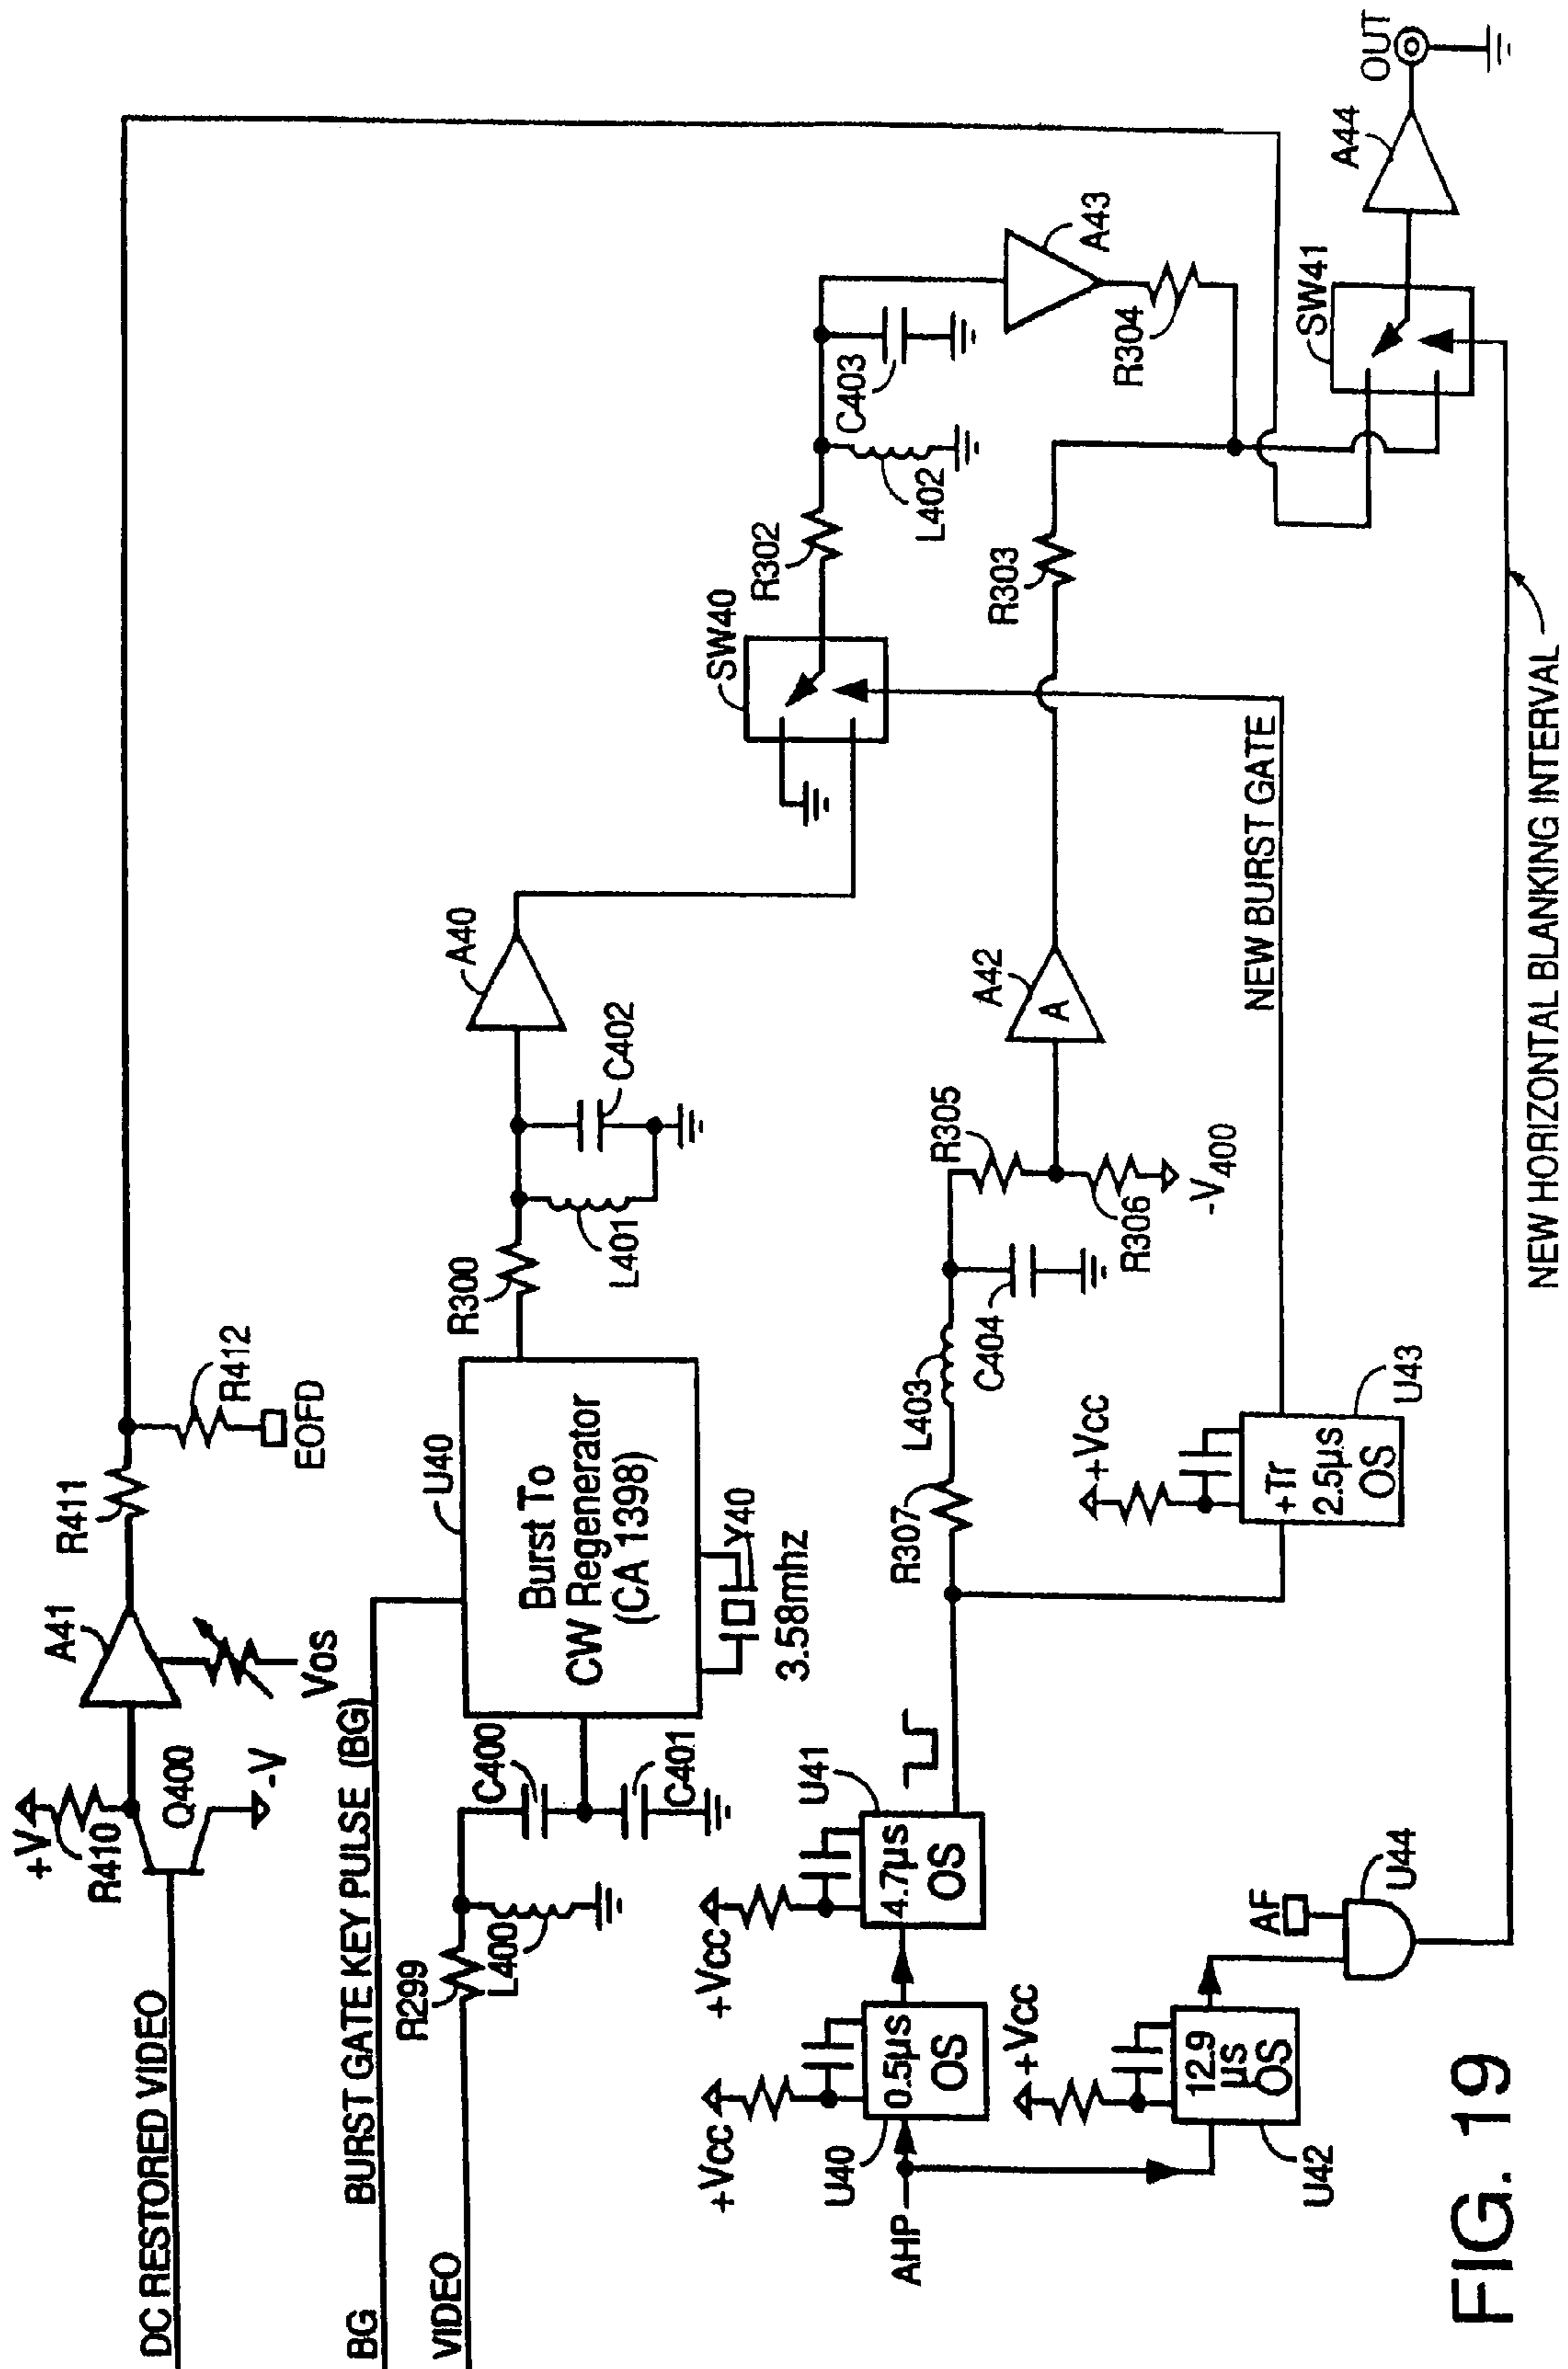 DC RESTORED VIDEO
+V
R410
Q400
-V
A41
VOS
R411
R412
EOFD
BG BURST GATE KEY PULSE (BG)
VIDEO
R299
L400
C400
C401
U40
Burst To
CW Regenerator
(CA 1398)
Y40
3.58mhz
R300
L401
C402
A40
SW40
R302
L402
C403
A43
R304
AHP
U40
+VCC
0.5µs
OS
+VCC
U41
4.7µs
OS
R307
L403
C404
R305
R306
-V400
A42
A
R303
+VCC
U42
12.9
µs
OS
AF
U44
+VCC
U43
+Tr
2.5µs
OS
NEW BURST GATE
NEW HORIZONTAL BLANKING INTERVAL
SW41
A44
OUT
FIG. 19